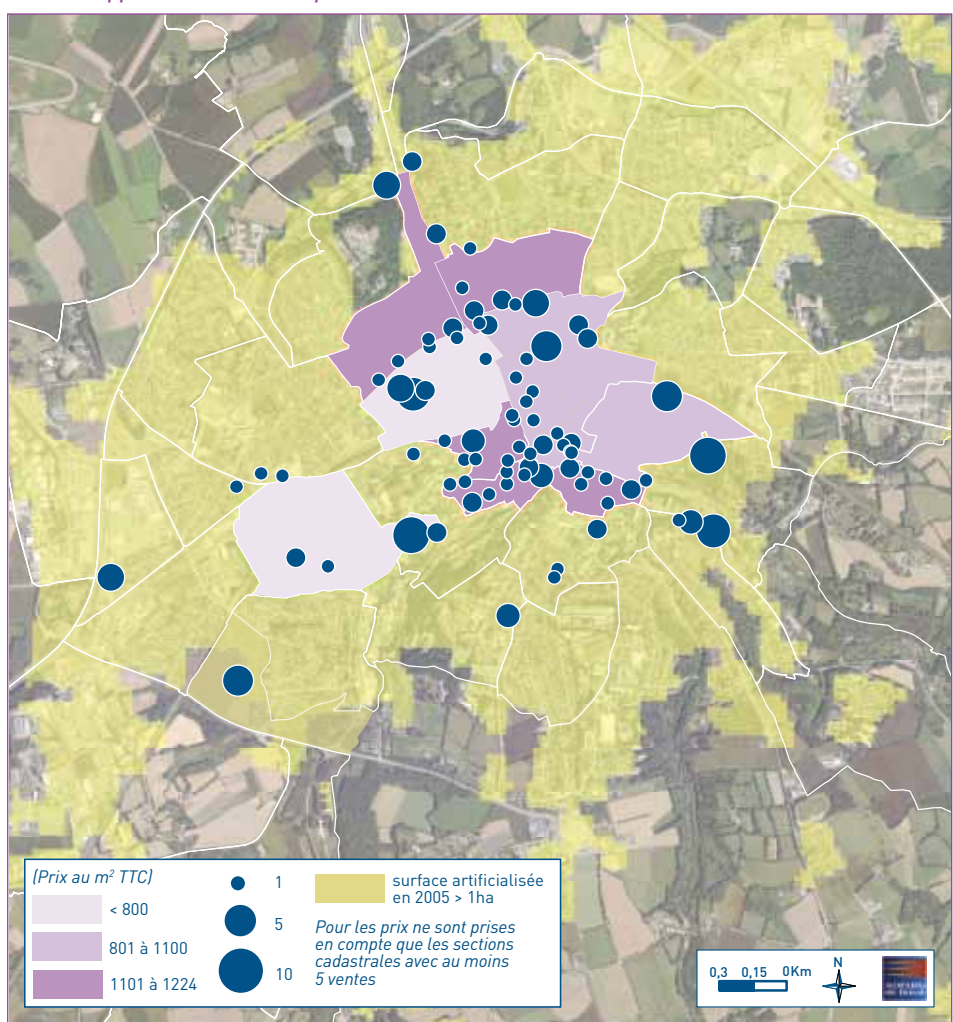 (Prix au m² TTC)
< 800
801 à 1100
1101 à 1224
1
5
10
surface artificialisée
en 2005 > 1ha
Pour les prix ne sont prises
en compte que les sections
cadastrales avec au moins
5 ventes
0,3 0,15 0Km
N